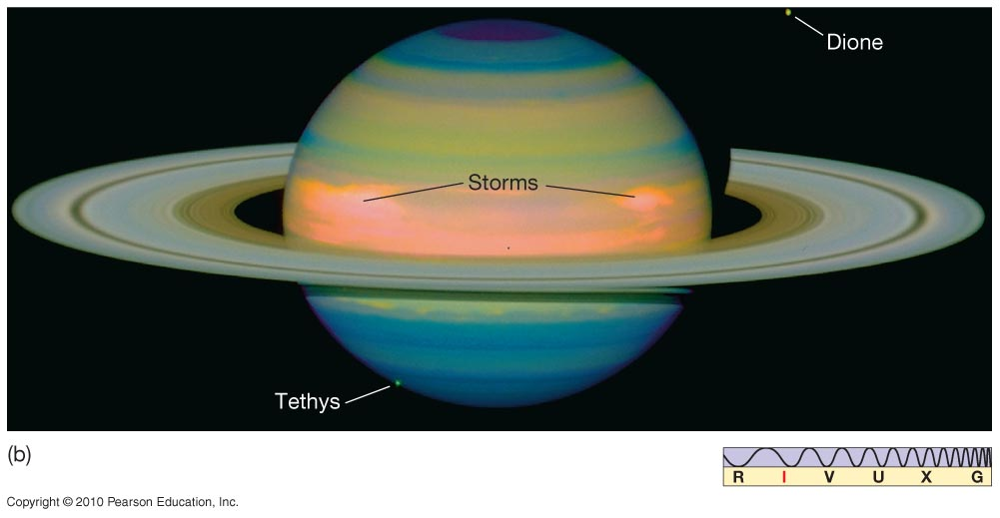 Dione
Storms
Tethys
(b)
R I V U X G
Copyright © 2010 Pearson Education, Inc.